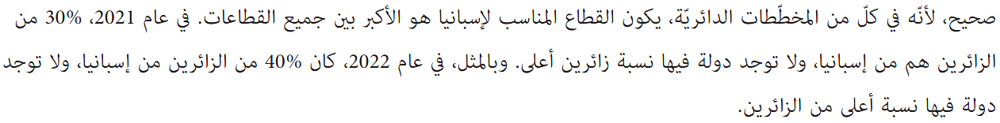 صحيح، لأنّه في كلّ من المخطّطات الدائريّة، يكون القطاع المناسب لإسبانيا هو الأكبر بين جميع القطاعات. في عام 2021، 30% من
الزائرين هم من إسبانيا، ولا توجد دولة فيها نسبة زائرين أعلى. وبالمثل، في عام 2022، كان 40% من الزائرين من إسبانيا، ولا توجد
دولة فيها نسبة أعلى من الزائرين.